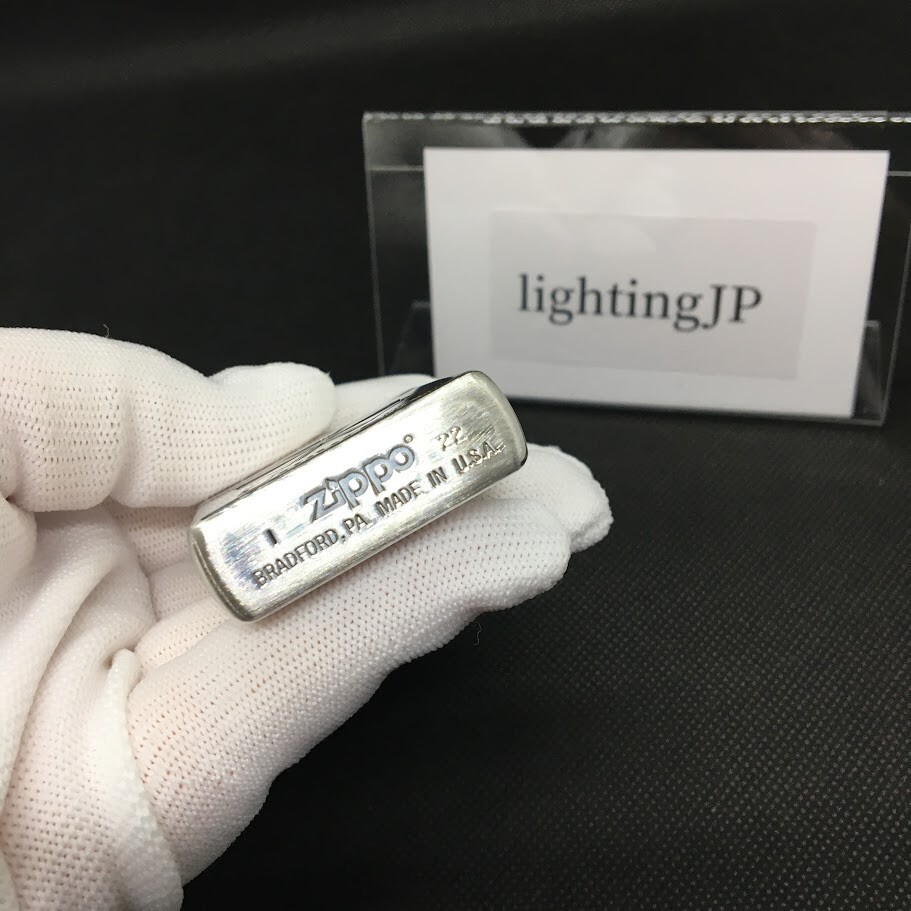 lightingJP
I zippo® 22
BRADFORD, PA. MADE IN U.S.A.